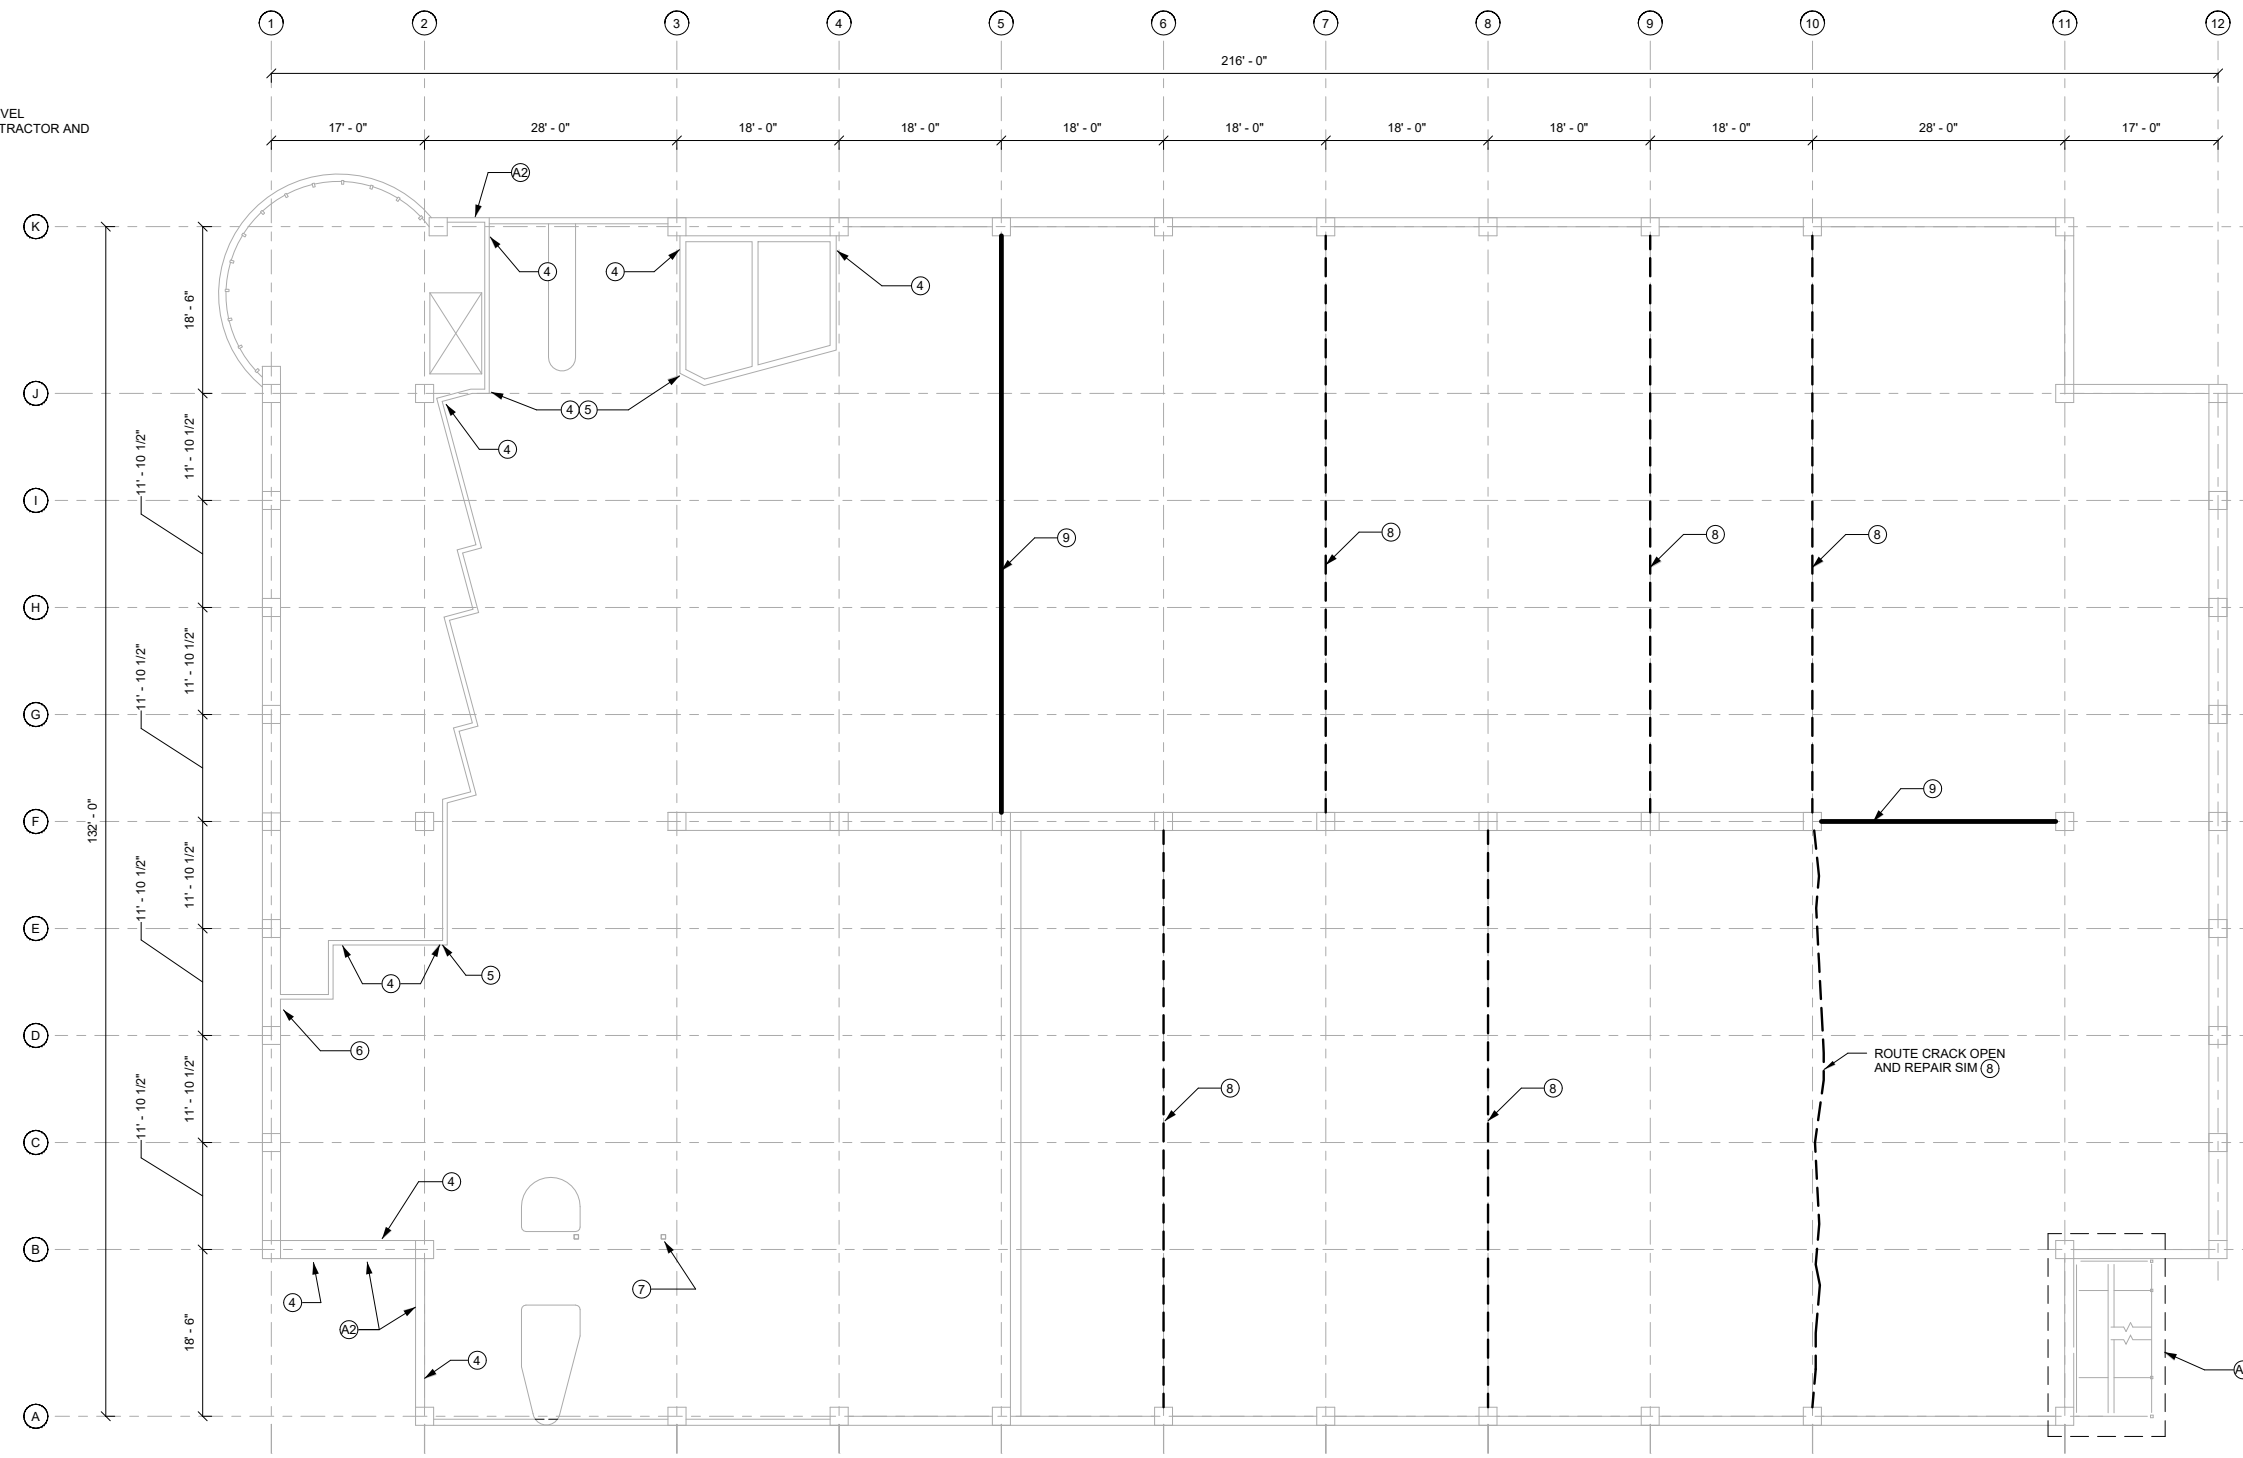 1 2 3 4 5 6 7 8 9 10 11 12
216' - 0"
VEL
TRACTOR AND
17' - 0" 28' - 0" 18' - 0" 18' - 0" 18' - 0" 18' - 0" 18' - 0" 18' - 0" 18' - 0" 28' - 0" 17' - 0"
A2
K
4 4 4
18' - 6"
J
4 5
4
11' - 10 1/2"
11' - 10 1/2"
I
9 8 8 8
H
11' - 10 1/2"
11' - 10 1/2"
G
9
F
132' - 0"
11' - 10 1/2"
11' - 10 1/2"
E
4 5
D
6
ROUTE CRACK OPEN
AND REPAIR SIM 8
11' - 10 1/2"
11' - 10 1/2"
8 8
C
4
B
7
4
A2
18' - 6"
4
A
A